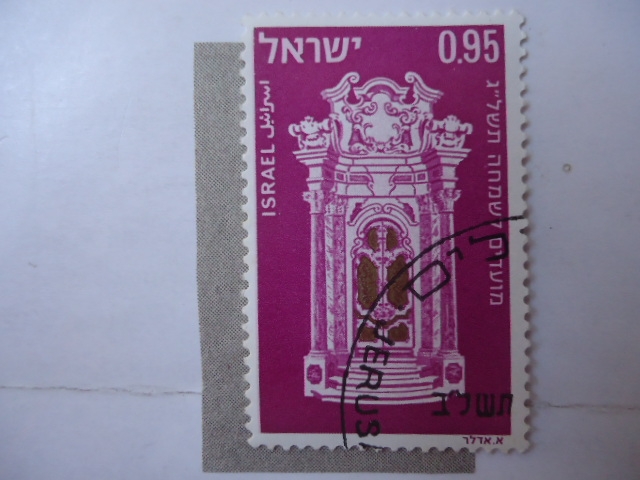 ישראל 0.95
اسرائيل
ISRAEL
מועדים לשמחה תשל״ג
JERUSA
תשל״ב
א.אדלר